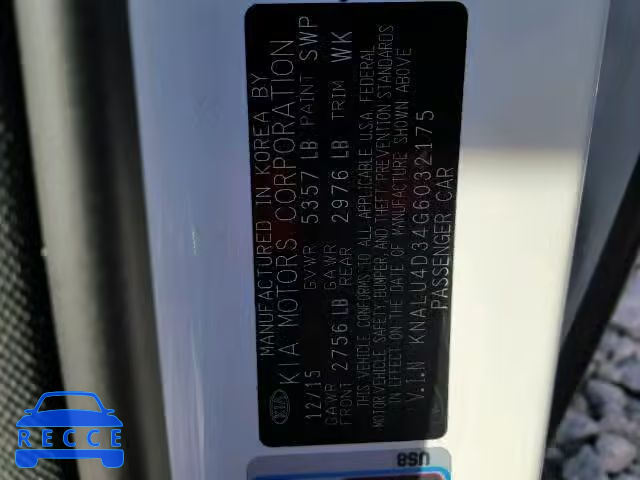 MANUFACTURED IN KOREA BY
KIA MOTORS CORPORATION
12/15 GVWR 5357 LB PAINT SWP
GAWR FRONT 2756 LB GAWR REAR 2976 LB TRIM WK
THIS VEHICLE CONFORMS TO ALL APPLICABLE U.S.A. FEDERAL
MOTOR VEHICLE SAFETY, BUMPER, AND THEFT PREVENTION STANDARDS
IN EFFECT ON THE DATE OF MANUFACTURE SHOWN ABOVE
V.I.N KNALU4D34G6032175
PASSENGER CAR
KIA
US8
RECCE